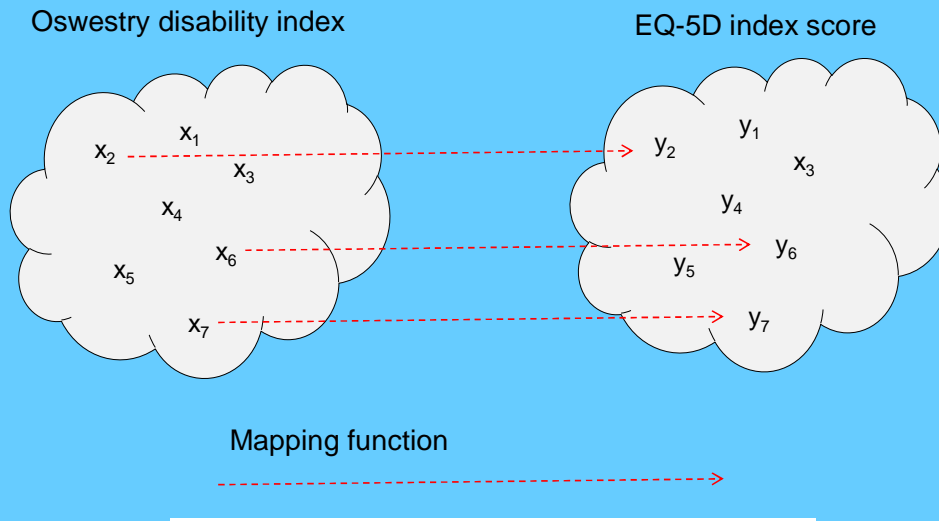 Oswestry disability index
EQ-5D index score
x₁
x₂
x₃
x₄
x₆
x₅
x₇
y₁
y₂
x₃
y₄
y₆
y₅
y₇
Mapping function